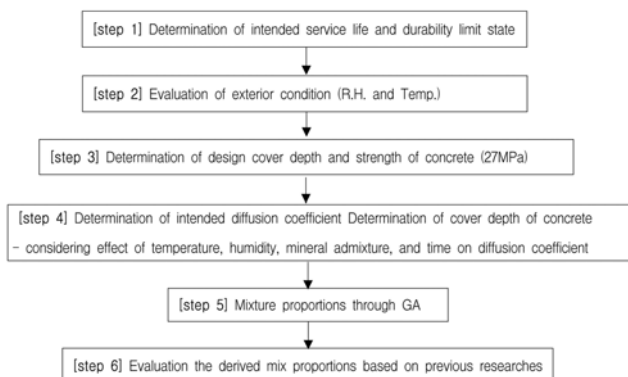 [step 1] Determination of intended service life and durability limit state
[step 2] Evaluation of exterior condition (R.H. and Temp.)
[step 3] Determination of design cover depth and strength of concrete (27MPa)
[step 4] Determination of intended diffusion coefficient Determination of cover depth of concrete
- considering effect of temperature, humidity, mineral admixture, and time on diffusion coefficient
[step 5] Mixture proportions through GA
[step 6] Evaluation the derived mix proportions based on previous researches